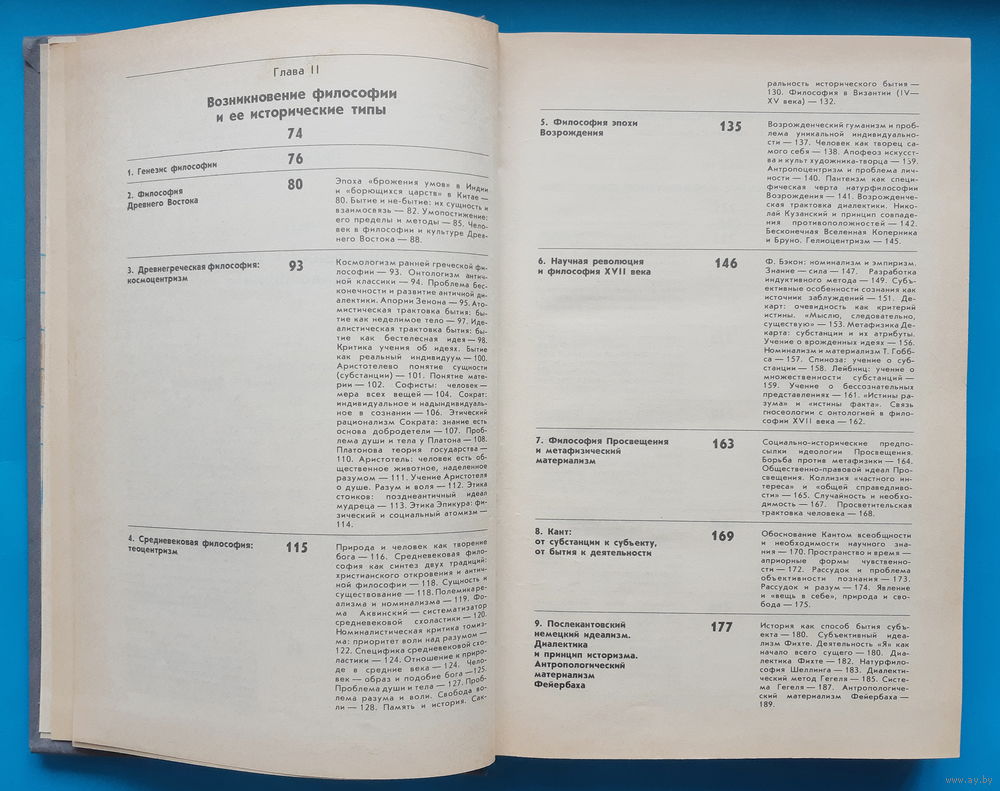 Глава II
Возникновение философии
и ее исторические типы
74
1. Генезис философии
76
2. Философия
Древнего Востока
80
Эпоха «брожения умов» в Индии
и «борющихся царств» в Китае —
80. Бытие и не-бытие: их сущность и
взаимосвязь — 82. Умопостижение:
его пределы и методы — 85. Чело-
век в философии и культуре Древ-
него Востока — 88.
3. Древнегреческая философия:
космоцентризм
93
Космологизм ранней греческой фи-
лософии — 93. Онтологизм антич-
ной классики — 94. Проблема бес-
конечности и развитие античной диа-
лектики. Апории Зенона — 95. Ато-
мистическая трактовка бытия: бы-
тие как неделимое тело — 97. Иде-
алистическая трактовка бытия: бы-
тие как бестелесная идея — 98.
Критика учения об идеях. Бытие
как реальный индивидуум — 100.
Аристотелево понятие сущности
(субстанции) — 101. Понятие мате-
рии — 102. Софисты: человек —
мера всех вещей — 104. Сократ:
индивидуальное и надындивидуаль-
ное в сознании — 106. Этический
рационализм Сократа: знание есть
основа добродетели — 107. Проб-
лема души и тела у Платона — 108.
Платонова теория государства —
110. Аристотель: человек есть об-
щественное животное, наделенное
разумом — 111. Учение Аристотеля
о душе. Разум и воля — 112. Этика
стоиков: позднеантичный идеал
мудреца — 113. Этика Эпикура: фи-
зический и социальный атомизм —
114.
4. Средневековая философия:
теоцентризм
115
Природа и человек как творение
бога — 116. Средневековая фило-
софия как синтез двух традиций:
христианского откровения и антич-
ной философии — 118. Сущность и
существование — 118. Полемика ре-
ализма и номинализма — 119. Фо-
ма Аквинский — систематизатор
средневековой схоластики — 120.
Номиналистическая критика томиз-
ма: приоритет воли над разумом —
122. Специфика средневековой схо-
ластики — 124. Отношение к приро-
де в средние века — 124. Чело-
век — образ и подобие бога — 125.
Проблема души и тела — 127. Проб-
лема разума и воли. Свобода во-
ли — 128. Память и история. Сак-
ральность исторического бытия —
130. Философия в Византии (IV—
XV века) — 132.
5. Философия эпохи
Возрождения
135
Возрожденческий гуманизм и проб-
лема уникальной индивидуально-
сти — 137. Человек как творец са-
мого себя — 138. Апофеоз искусст-
ва и культ художника-творца — 139.
Антропоцентризм и проблема лич-
ности — 140. Пантеизм как специ-
фическая черта натурфилософии
Возрождения — 141. Возрожденче-
ская трактовка диалектики. Нико-
лай Кузанский и принцип совпаде-
ния противоположностей — 142.
Бесконечная Вселенная Коперника
и Бруно. Гелиоцентризм — 145.
6. Научная революция
и философия XVII века
146
Ф. Бэкон: номинализм и эмпиризм.
Знание — сила — 147. Разработка
индуктивного метода — 149. Субъ-
ективные особенности сознания как
источник заблуждений — 151. Де-
карт: очевидность как критерий
истины. «Мыслю, следовательно,
существую» — 153. Метафизика Де-
карта: субстанции и их атрибуты.
Учение о врожденных идеях — 156.
Номинализм и материализм Т. Гобб-
са — 157. Спиноза: учение о суб-
станции — 158. Лейбниц: учение о
множественности субстанций —
159. Учение о бессознательных
представлениях — 161. «Истины ра-
зума» и «истины факта». Связь
гносеологии с онтологией в фило-
софии XVII века — 162.
7. Философия Просвещения
и метафизический
материализм
163
Социально-исторические предпо-
сылки идеологии Просвещения.
Борьба против метафизики — 164.
Общественно-правовой идеал Про-
свещения. Коллизия «частного ин-
тереса» и «общей справедливо-
сти» — 165. Случайность и необхо-
димость — 167. Просветительская
трактовка человека — 168.
8. Кант:
от субстанции к субъекту,
от бытия к деятельности
169
Обоснование Кантом всеобщности
и необходимости научного зна-
ния — 170. Пространство и время —
априорные формы чувственно-
сти — 172. Рассудок и проблема
объективности познания — 173.
Рассудок и разум — 174. Явление
и «вещь в себе», природа и сво-
бода — 175.
9. Послекантовский
немецкий идеализм.
Диалектика
и принцип историзма.
Антропологический
материализм
Фейербаха
177
История как способ бытия субъ-
екта — 180. Субъективный идеа-
лизм Фихте. Деятельность «Я» как
начало всего сущего — 180. Диа-
лектика Фихте — 182. Натурфило-
софия Шеллинга — 183. Диалекти-
ческий метод Гегеля — 185. Систе-
ма Гегеля — 187. Антропологиче-
ский материализм Фейербаха —
189.
www.ay.by